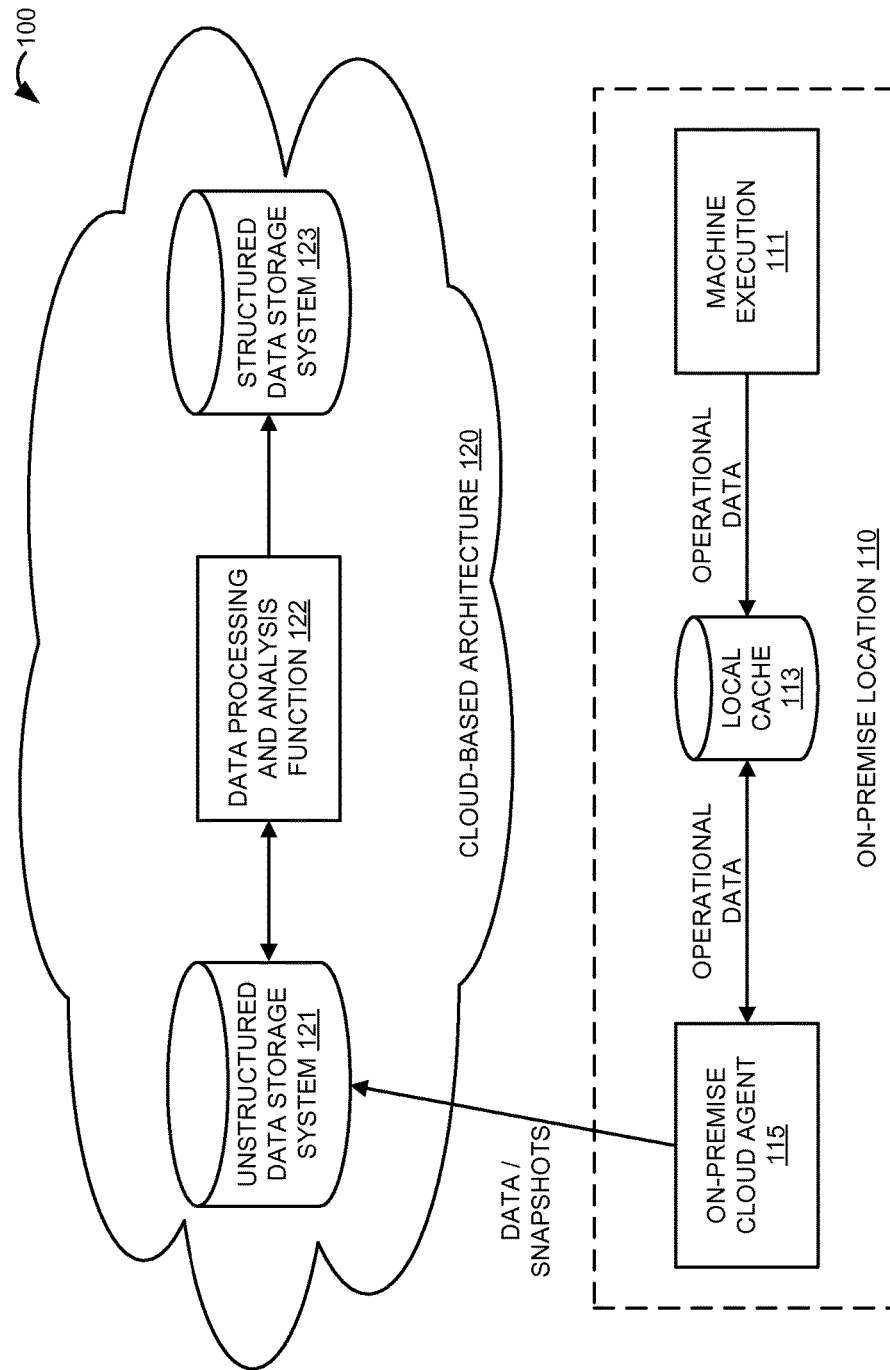 100
UNSTRUCTURED
DATA STORAGE
SYSTEM 121
DATA PROCESSING
AND ANALYSIS
FUNCTION 122
STRUCTURED
DATA STORAGE
SYSTEM 123
CLOUD-BASED ARCHITECTURE 120
DATA /
SNAPSHOTS
ON-PREMISE
CLOUD AGENT
115
OPERATIONAL
DATA
LOCAL
CACHE
113
OPERATIONAL
DATA
MACHINE
EXECUTION
111
ON-PREMISE LOCATION 110